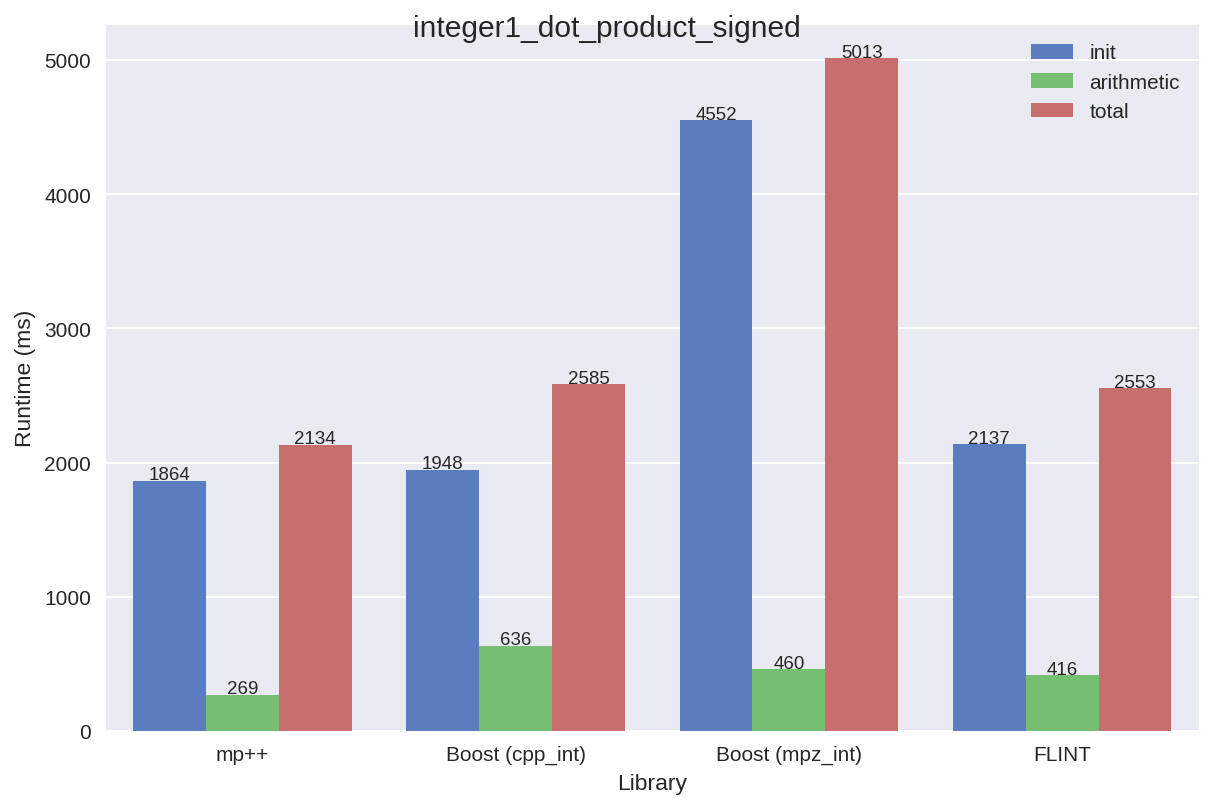 integer1_dot_product_signed
init
arithmetic
total
Runtime (ms)
5000
4000
3000
2000
1000
0
1864
269
2134
1948
636
2585
4552
460
5013
2137
416
2553
mp++
Boost (cpp_int)
Boost (mpz_int)
FLINT
Library